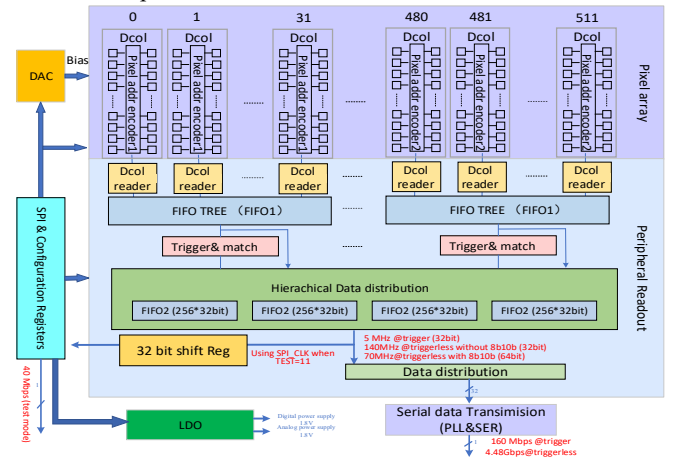 0 1 31 480 481 511
Dcol Dcol Dcol Dcol Dcol Dcol
Pixel addr encoder1
Pixel addr encoder1
Pixel addr encoder1
Pixel addr encoder2
Pixel addr encoder2
Pixel addr encoder2
Pixel array
DAC
Bias
Dcol
reader
Dcol
reader
Dcol
reader
Dcol
reader
Dcol
reader
Dcol
reader
FIFO TREE （FIFO1）
FIFO TREE （FIFO1）
Trigger& match
Trigger& match
Peripheral Readout
SPI & Configuration
Registers
Hierachical Data distribution
FIFO2 (256*32bit)
FIFO2 (256*32bit)
FIFO2 (256*32bit)
FIFO2 (256*32bit)
32 bit shift Reg
Using SPI_CLK when
TEST=11
5 MHz @trigger (32bit)
140MHz @triggerless without 8b10b (32bit)
70MHz@triggerless with 8b10b (64bit)
Data distribution
32
40 Mbps (test mode)
1
LDO
Digital power supply
1.8V
Analog power supply
1.8V
Serial data Transimision
(PLL&SER)
1
160 Mbps @trigger
4.48Gbps@triggerless